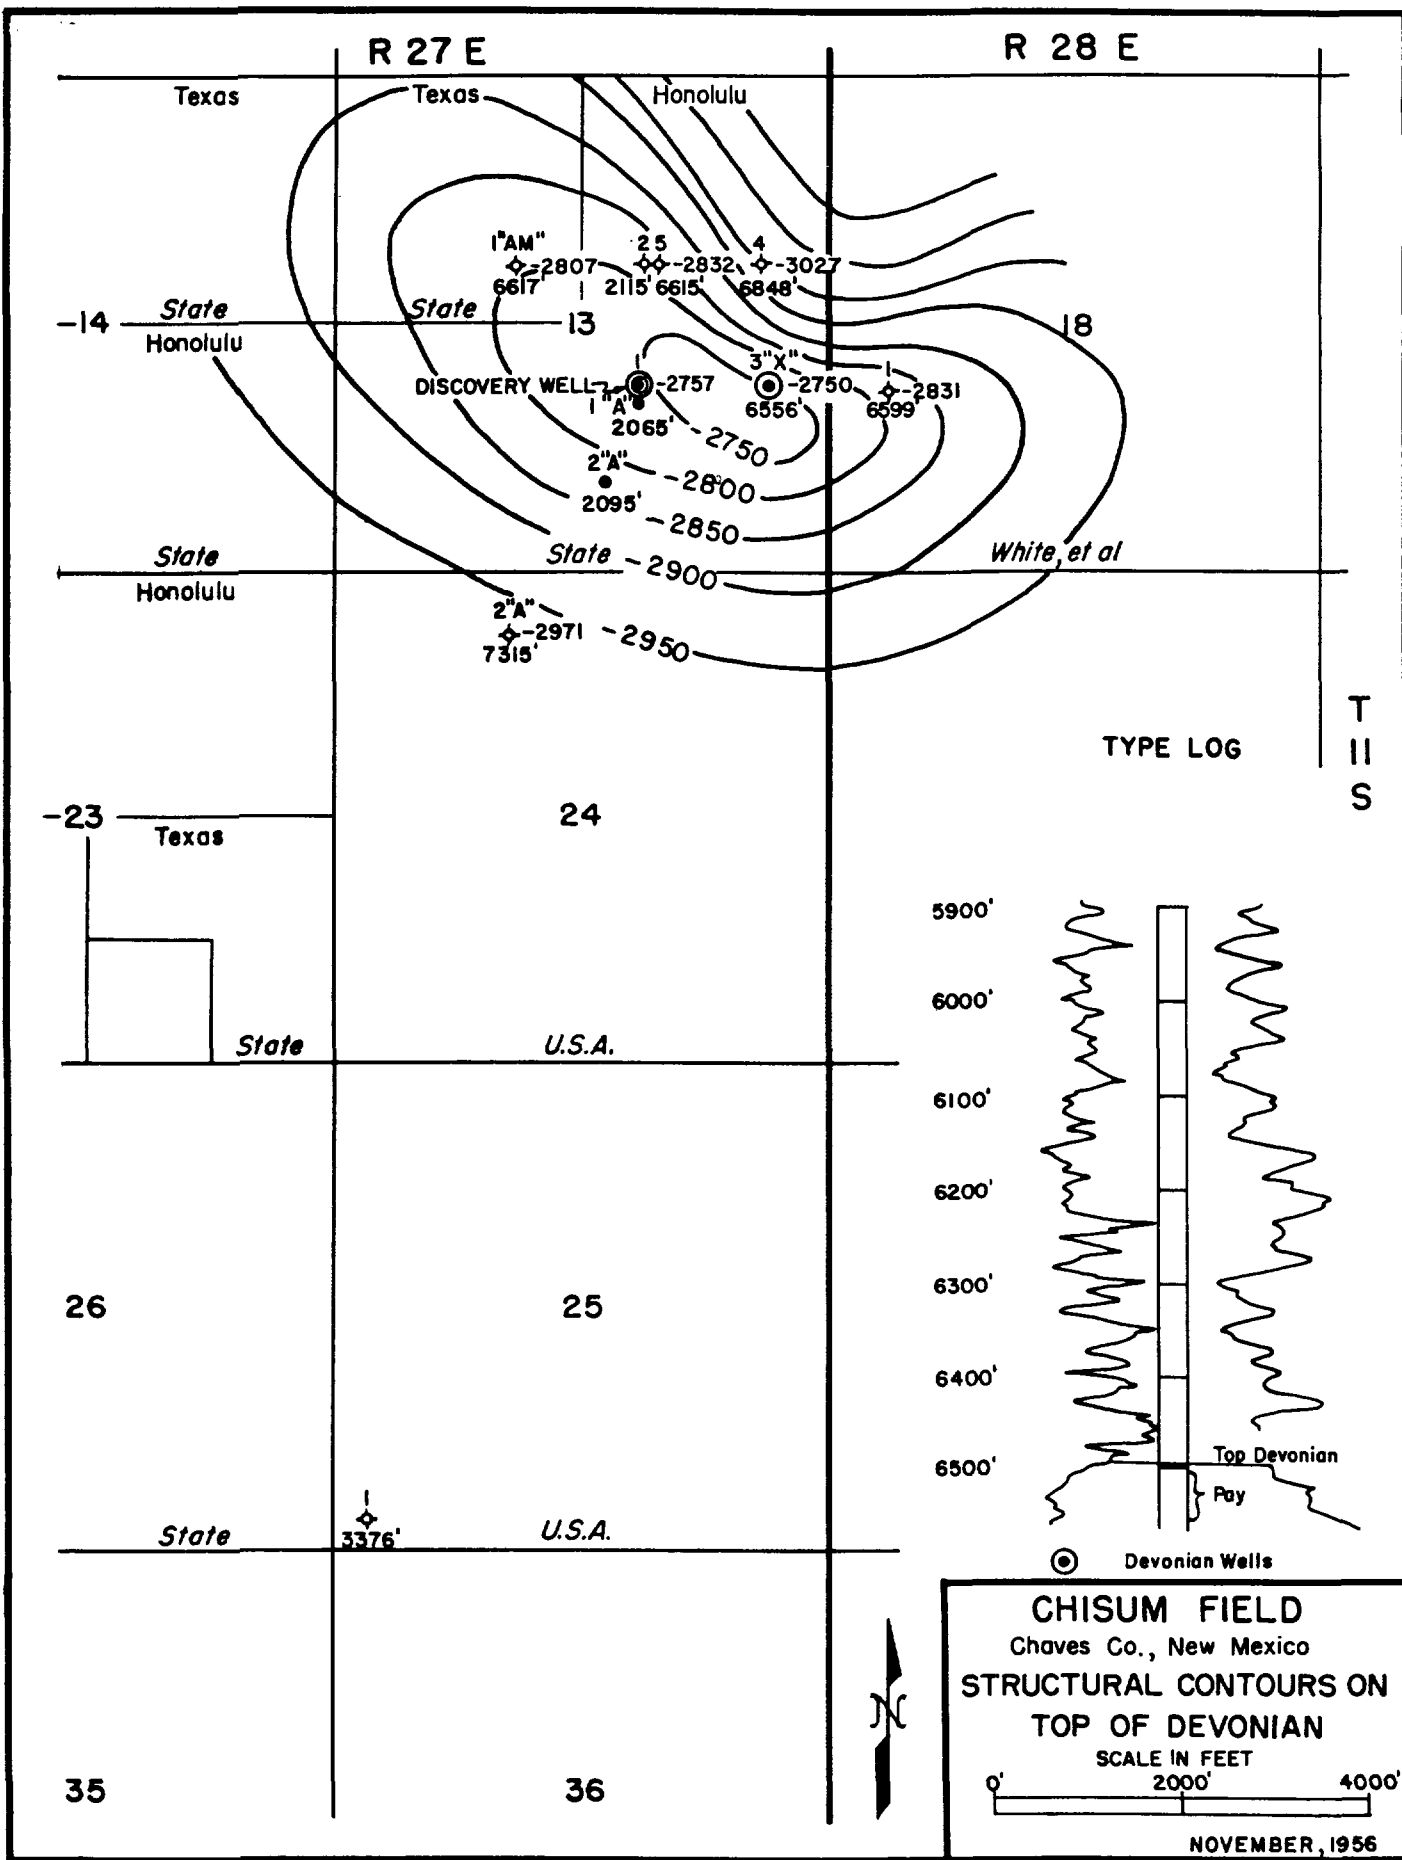 R 27 E
R 28 E
Texas
Texas
Honolulu
1"AM"
-2807
6617'
2 5
-2832
2115' 6615'
4
-3027
6848'
State
State
-14
13
18
Honolulu
DISCOVERY WELL
1
-2757
1 "A"
2065'
3"X"
-2750
6556'
1
-2831
6599'
-2750
2"A"
2095'
-2800
-2850
State
State
-2900
White, et al
Honolulu
2"A"
-2971
7315'
-2950
T
11
S
TYPE LOG
-23
24
Texas
5900'
6000'
State
U.S.A.
6100'
6200'
6300'
26
25
6400'
Top Devonian
6500'
Pay
1
3376'
State
U.S.A.
Devonian Wells
N
CHISUM FIELD
Chaves Co., New Mexico
STRUCTURAL CONTOURS ON
TOP OF DEVONIAN
SCALE IN FEET
0' 2000' 4000'
35
36
NOVEMBER, 1956